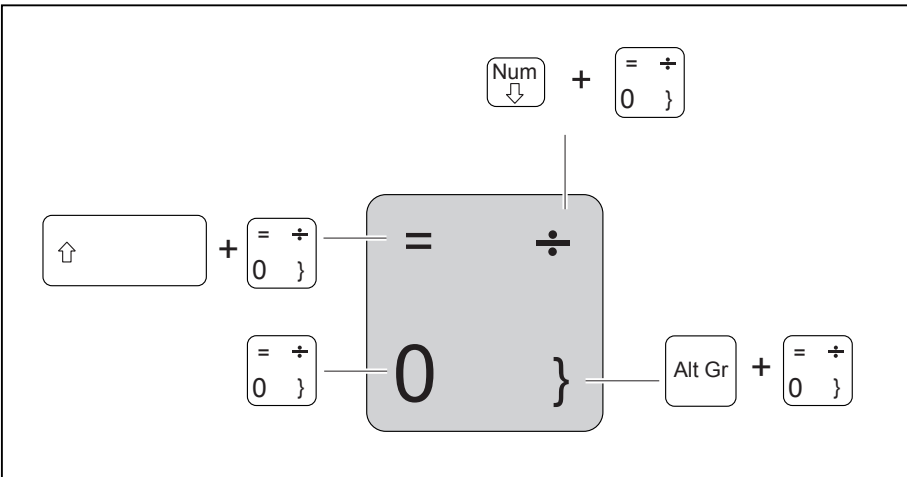 Num + = ÷
0 }
+ = ÷
0 }
= ÷
0 }
= ÷
0 }
Alt Gr + = ÷
0 }